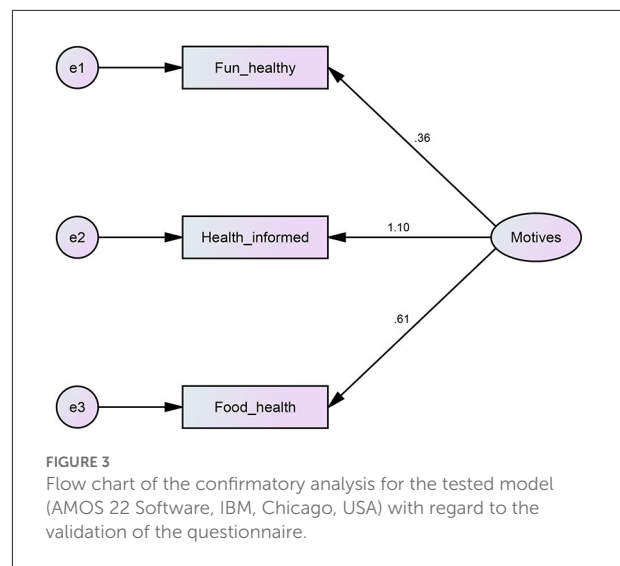 e1
Fun_healthy
.36
e2
Health_informed
1.10
Motives
.61
e3
Food_health
FIGURE 3
Flow chart of the confirmatory analysis for the tested model
(AMOS 22 Software, IBM, Chicago, USA) with regard to the
validation of the questionnaire.